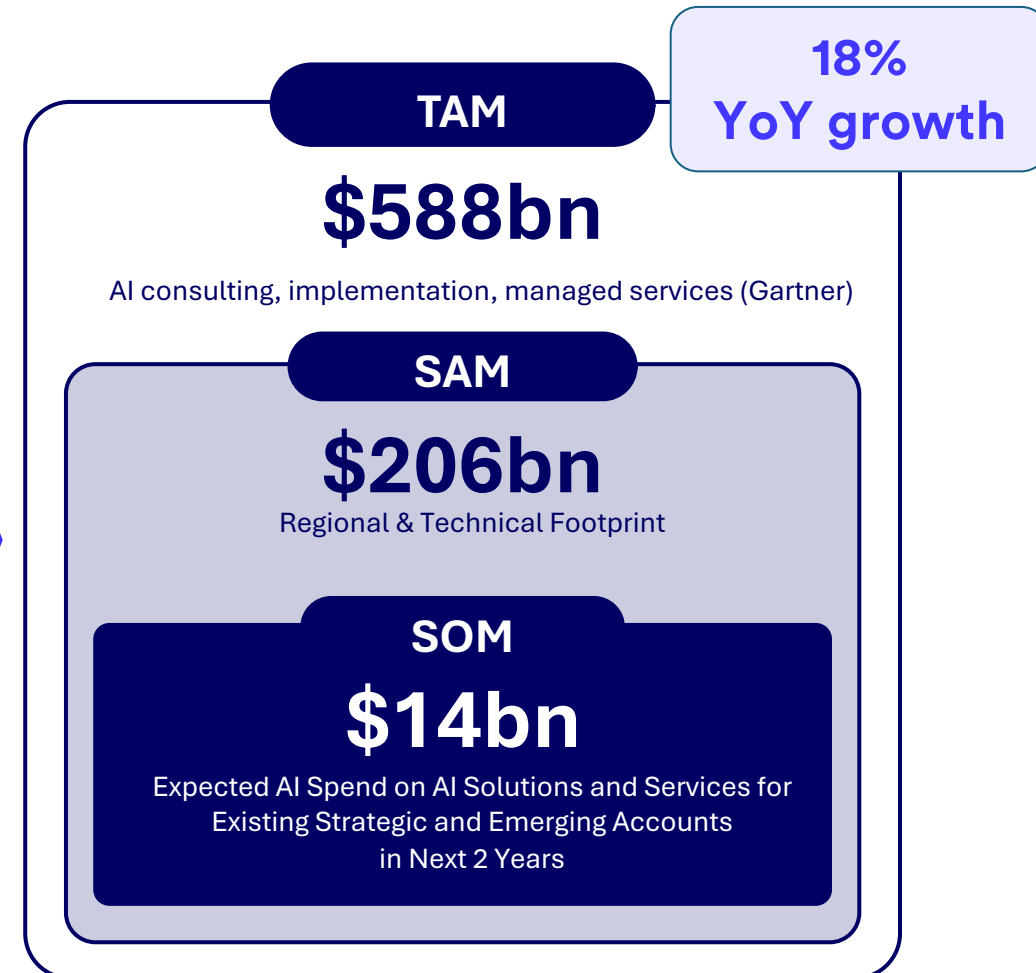 18%
YoY growth
TAM
$588bn
AI consulting, implementation, managed services (Gartner)
SAM
$206bn
Regional & Technical Footprint
SOM
$14bn
Expected AI Spend on AI Solutions and Services for
Existing Strategic and Emerging Accounts
in Next 2 Years